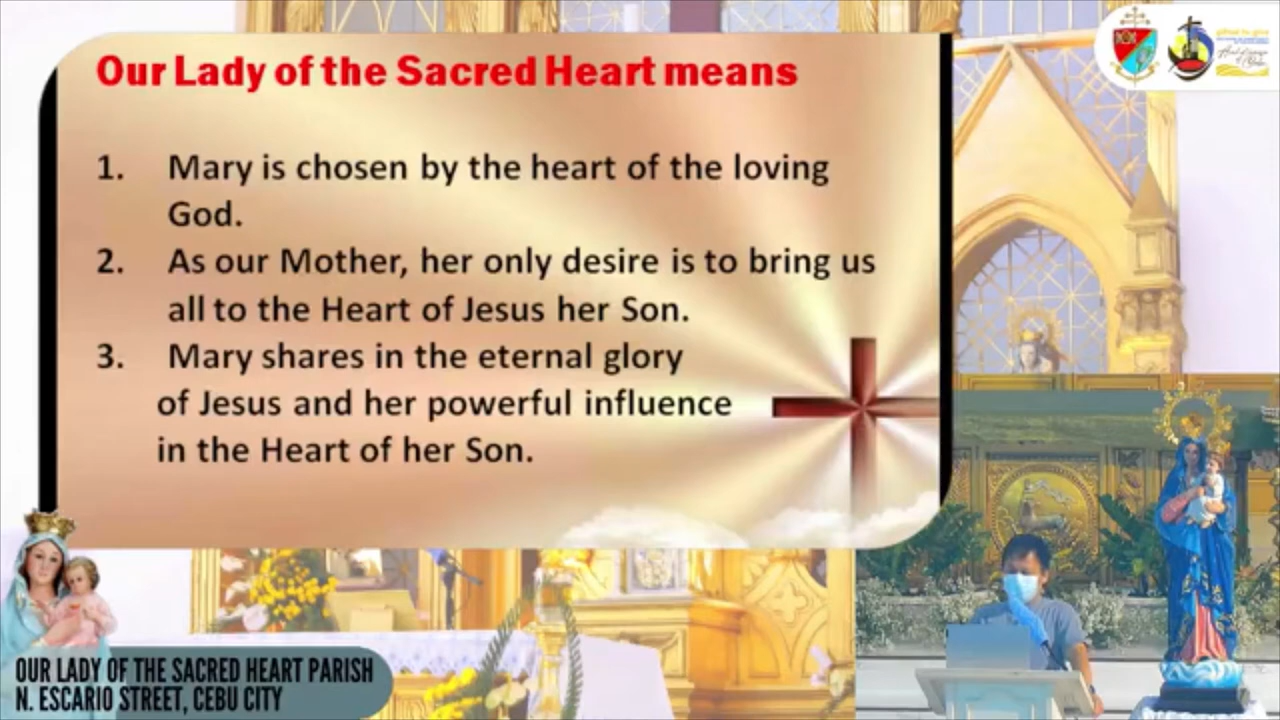 Our Lady of the Sacred Heart means
1. Mary is chosen by the heart of the loving
God.
2. As our Mother, her only desire is to bring us
all to the Heart of Jesus her Son.
3. Mary shares in the eternal glory
of Jesus and her powerful influence
in the Heart of her Son.
gifted to give
OUR LADY OF THE SACRED HEART PARISH
N. ESCARIO STREET, CEBU CITY